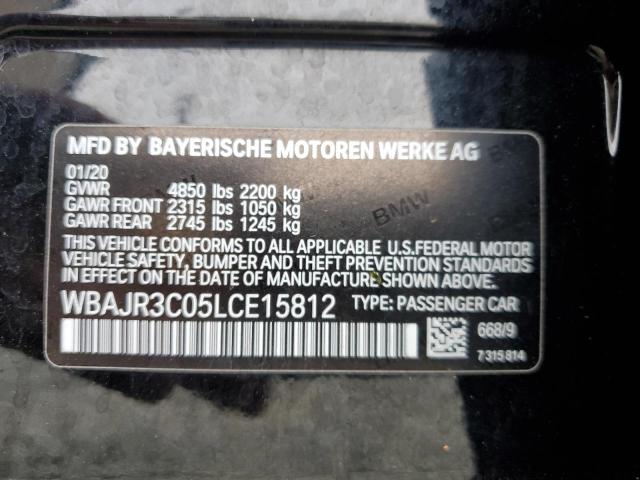 MFD BY BAYERISCHE MOTOREN WERKE AG
01/20
GVWR 4850 lbs 2200 kg
GAWR FRONT 2315 lbs 1050 kg
GAWR REAR 2745 lbs 1245 kg
THIS VEHICLE CONFORMS TO ALL APPLICABLE U.S.FEDERAL MOTOR
VEHICLE SAFETY, BUMPER AND THEFT PREVENTION STANDARDS
IN EFFECT ON THE DATE OF MANUFACTURE SHOWN ABOVE.
WBAJR3C05LCE15812 TYPE: PASSENGER CAR
668/9
7 315 814
BMW